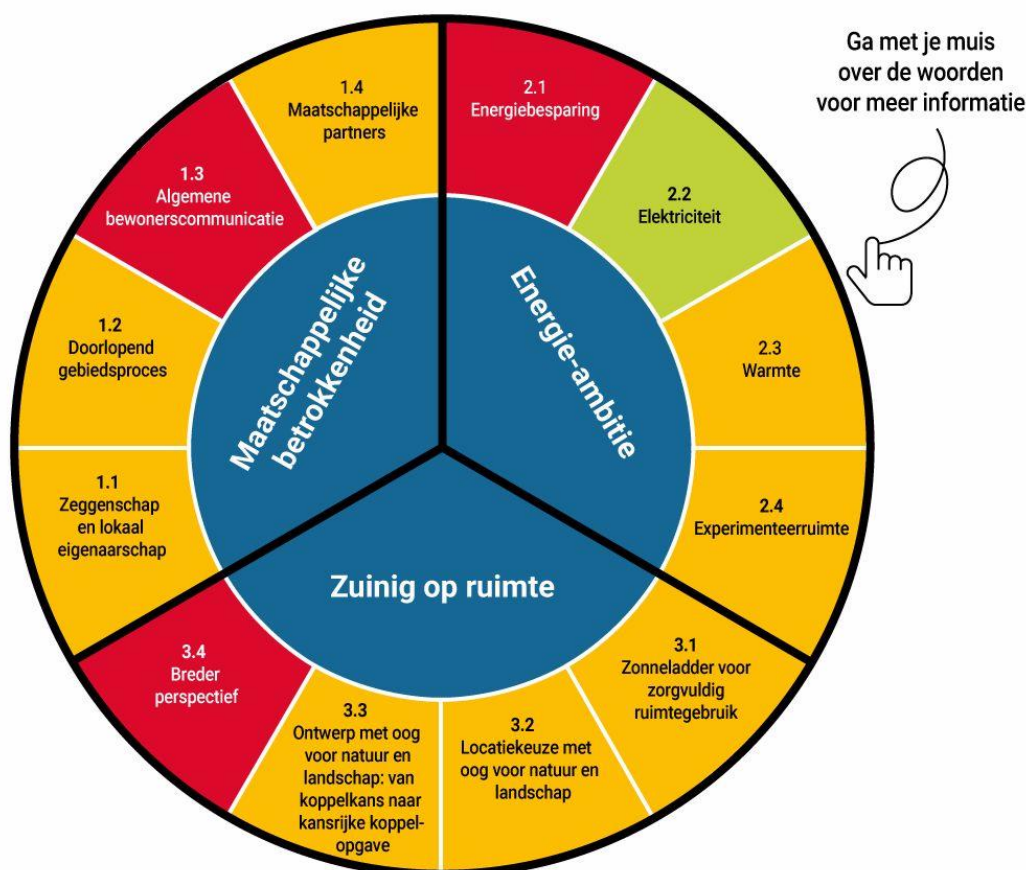 Ga met je muis
over de woorden
voor meer informatie
1.4
Maatschappelijke
partners
2.1
Energiebesparing
1.3
Algemene
bewonerscommunicatie
2.2
Elektriciteit
1.2
Doorlopend
gebiedsproces
Maatschappelijke
betrokkenheid
Energie-ambitie
2.3
Warmte
1.1
Zeggenschap
en lokaal
eigenaarschap
2.4
Experimenteerruimte
Zuinig op ruimte
3.4
Breder
perspectief
3.3
Ontwerp met oog
voor natuur en
landschap: van
koppelkans naar
kansrijke koppel-
opgave
3.2
Locatiekeuze met
oog voor natuur en
landschap
3.1
Zonneladder voor
zorgvuldig
ruimtegebruik